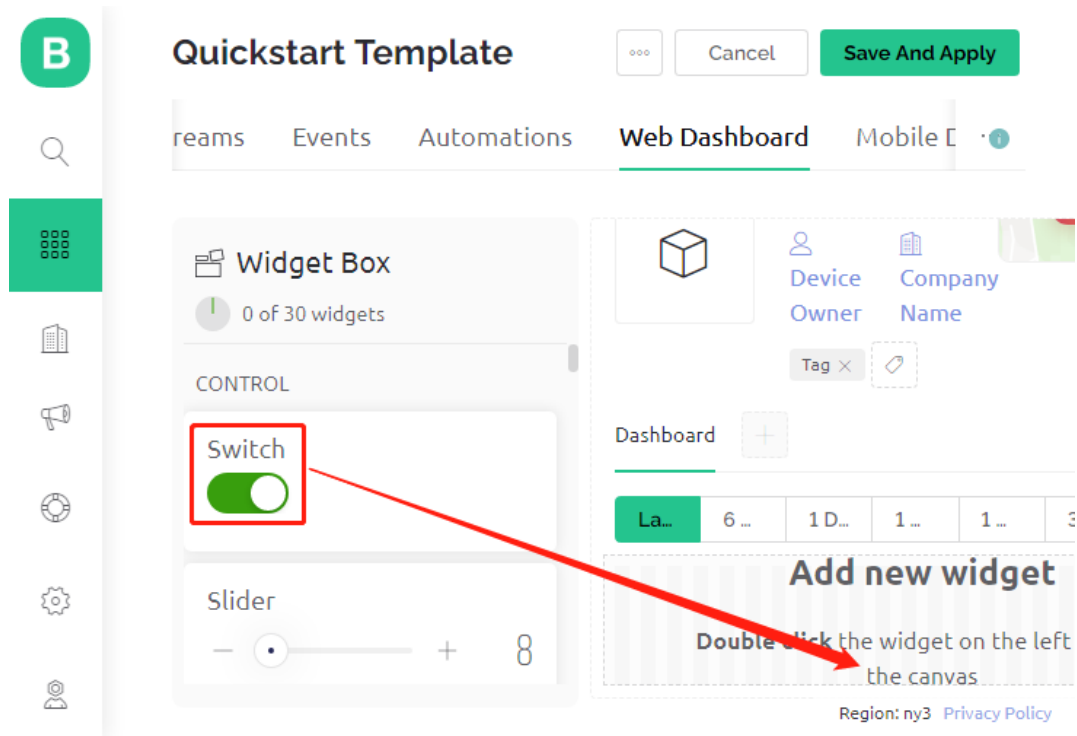 B
Quickstart Template
Cancel
Save And Apply
reams
Events
Automations
Web Dashboard
Mobile D
Widget Box
0 of 30 widgets
CONTROL
Switch
Slider
8
Device
Owner
Company
Name
Tag
Dashboard
La...
6 ...
1 D...
1 ...
1 ...
3
Add new widget
Double click the widget on the left
the canvas
Region: ny3 Privacy Policy